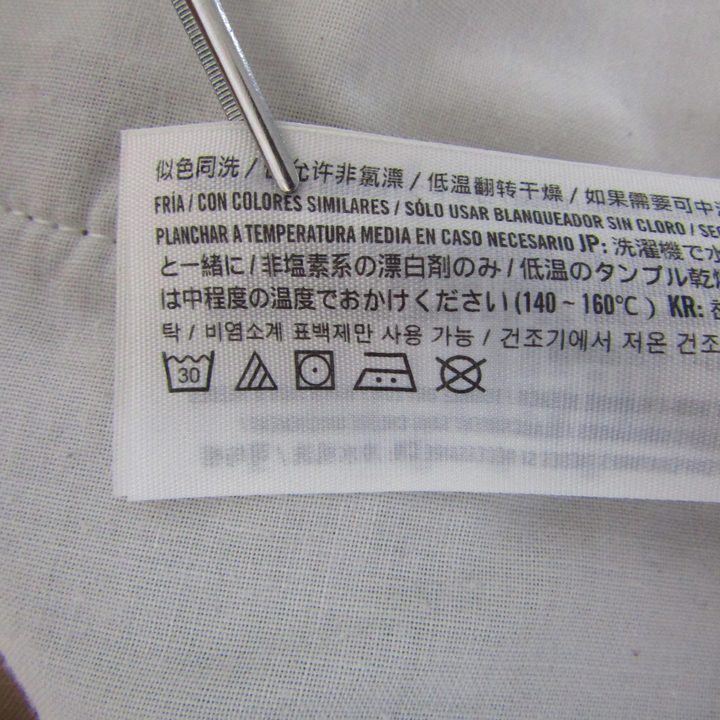 似色同洗 / 允许非氯漂 / 低温翻转干燥 / 如果需要可中
FRÍA / CON COLORES SIMILARES / SÓLO USAR BLANQUEADOR SIN CLORO / SE
PLANCHAR A TEMPERATURA MEDIA EN CASO NECESARIO JP: 洗濯機で水
と一緒に / 非塩素系の漂白剤のみ / 低温のタンブル乾燥
は中程度の温度でおかけください (140 ~ 160℃ ) KR: 찬
탁 / 비염소계 표백제만 사용 가능 / 건조기에서 저온 건조
30